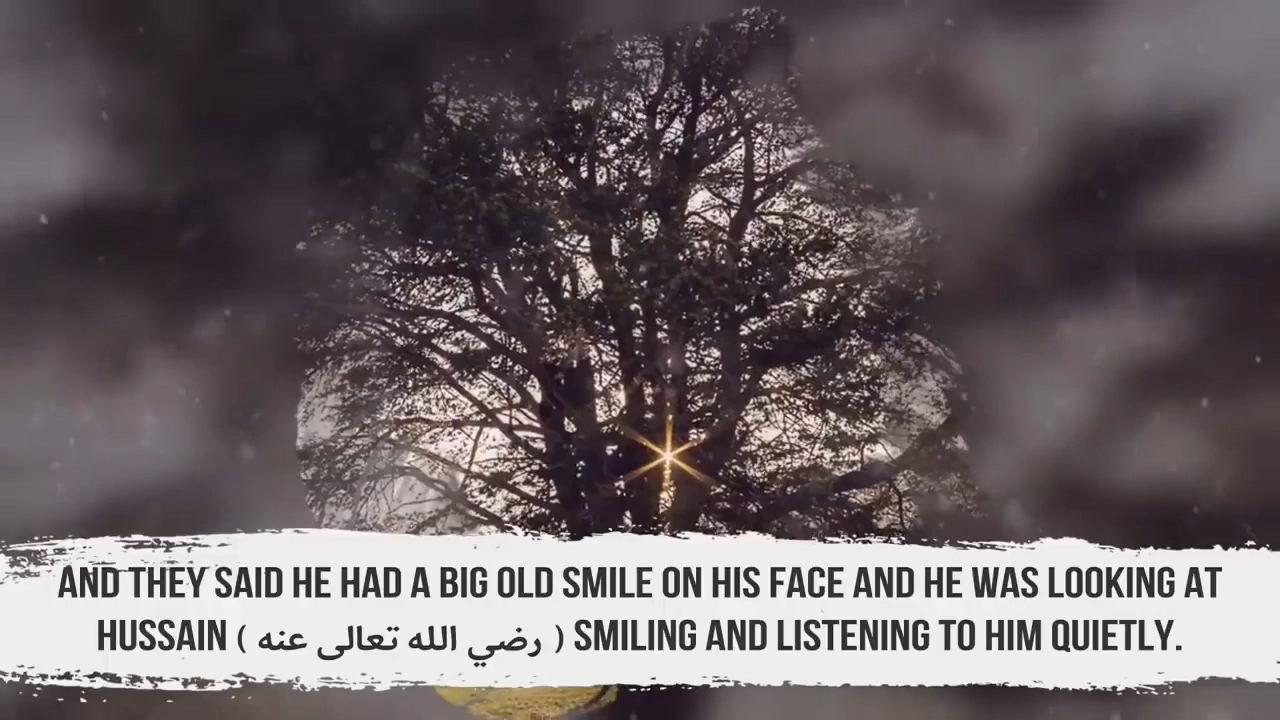 AND THEY SAID HE HAD A BIG OLD SMILE ON HIS FACE AND HE WAS LOOKING AT
HUSSAIN ( رضي الله تعالى عنه ) SMILING AND LISTENING TO HIM QUIETLY.